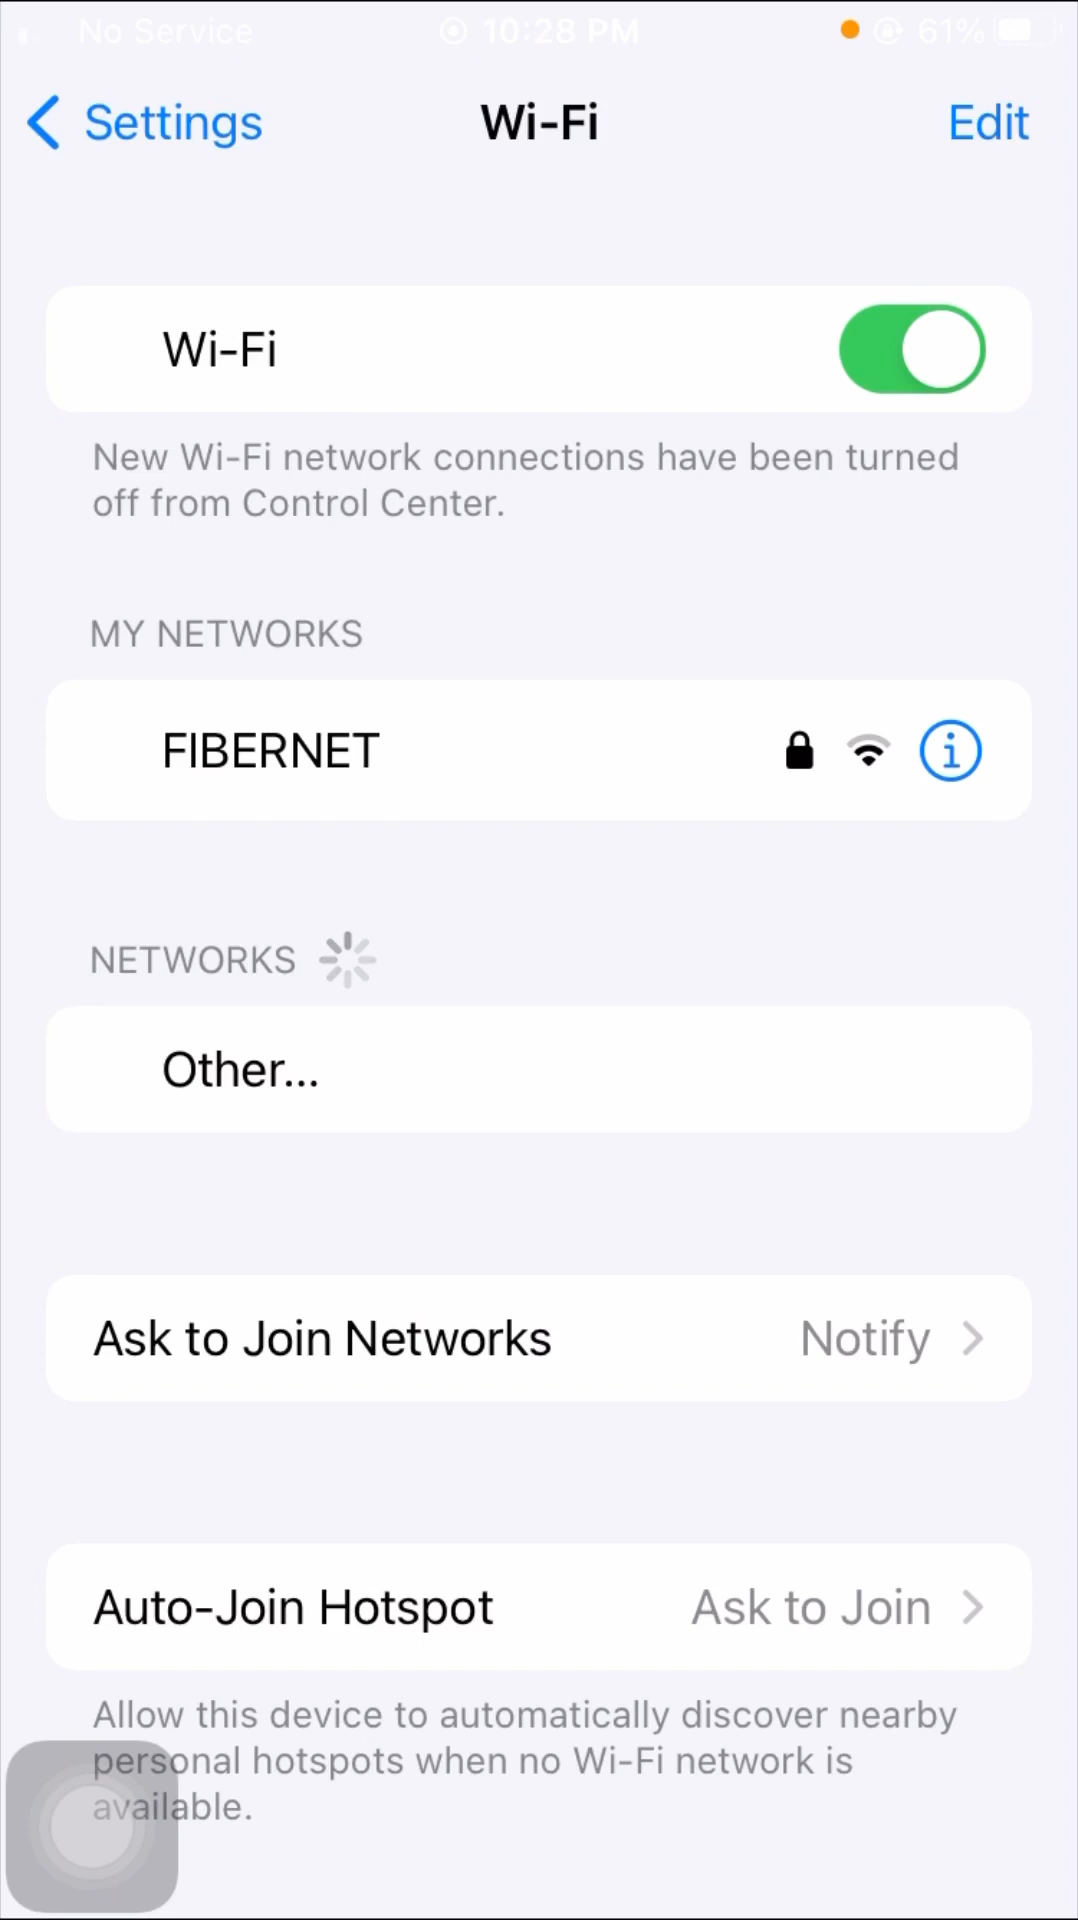 No Service 10:28 PM 61%
Settings Wi-Fi Edit
Wi-Fi
New Wi-Fi network connections have been turned
off from Control Center.
MY NETWORKS
FIBERNET
NETWORKS
Other...
Ask to Join Networks Notify
Auto-Join Hotspot Ask to Join
Allow this device to automatically discover nearby
personal hotspots when no Wi-Fi network is
available.